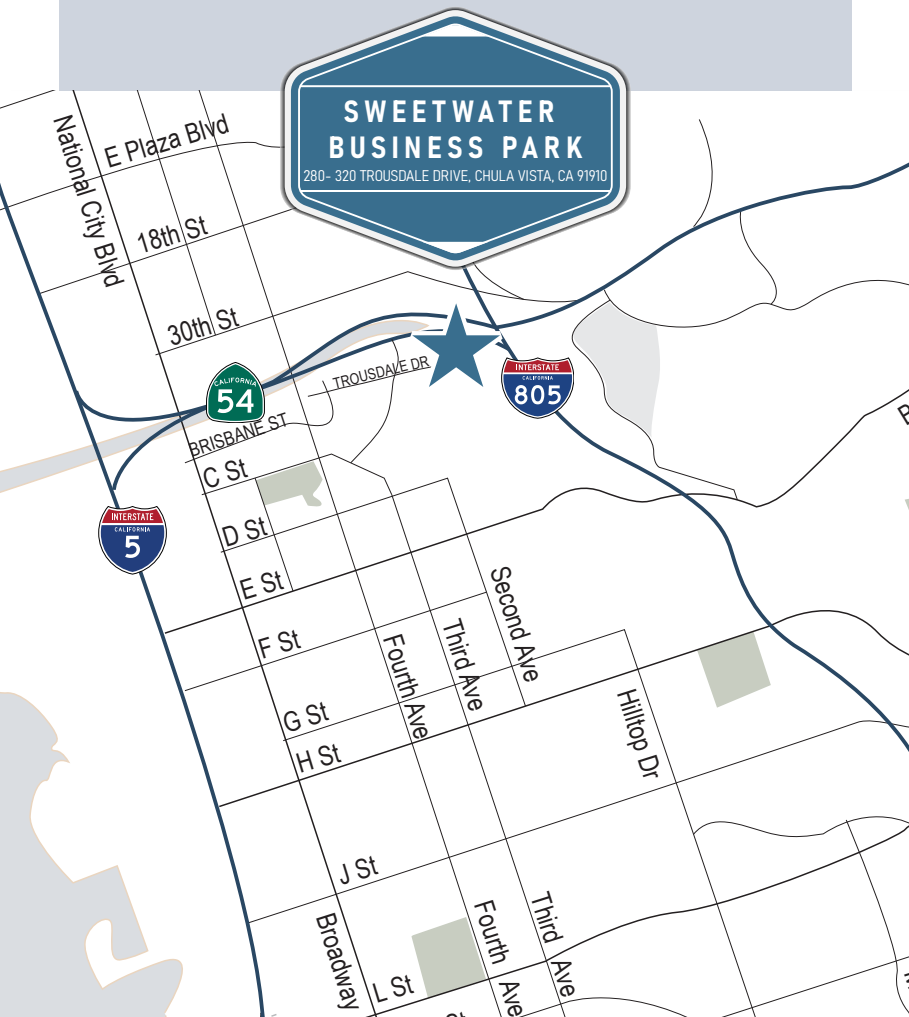 SWEETWATER
BUSINESS PARK
280- 320 TROUSDALE DRIVE, CHULA VISTA, CA 91910
National City Blvd
E Plaza Blvd
18th St
30th St
TROUSDALE DR
CALIFORNIA
54
INTERSTATE
CALIFORNIA
805
BRISBANE ST
C St
INTERSTATE
CALIFORNIA
5
D St
E St
F St
Second Ave
Third Ave
Fourth Ave
G St
H St
Hilltop Dr
J St
Broadway
Fourth Ave
Third Ave
L St